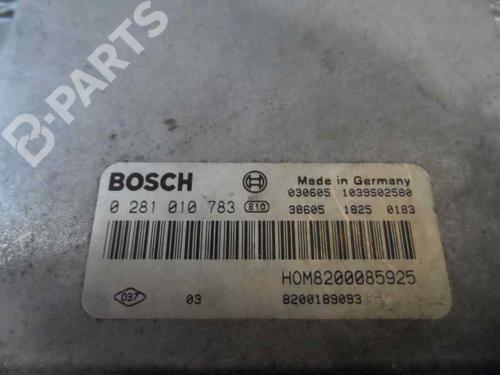 B-PARTS
BOSCH
Made in Germany
030605 1039S02580
0 281 010 783 810
38605 1825 0183
HOM8200085925
037 03 8200189093